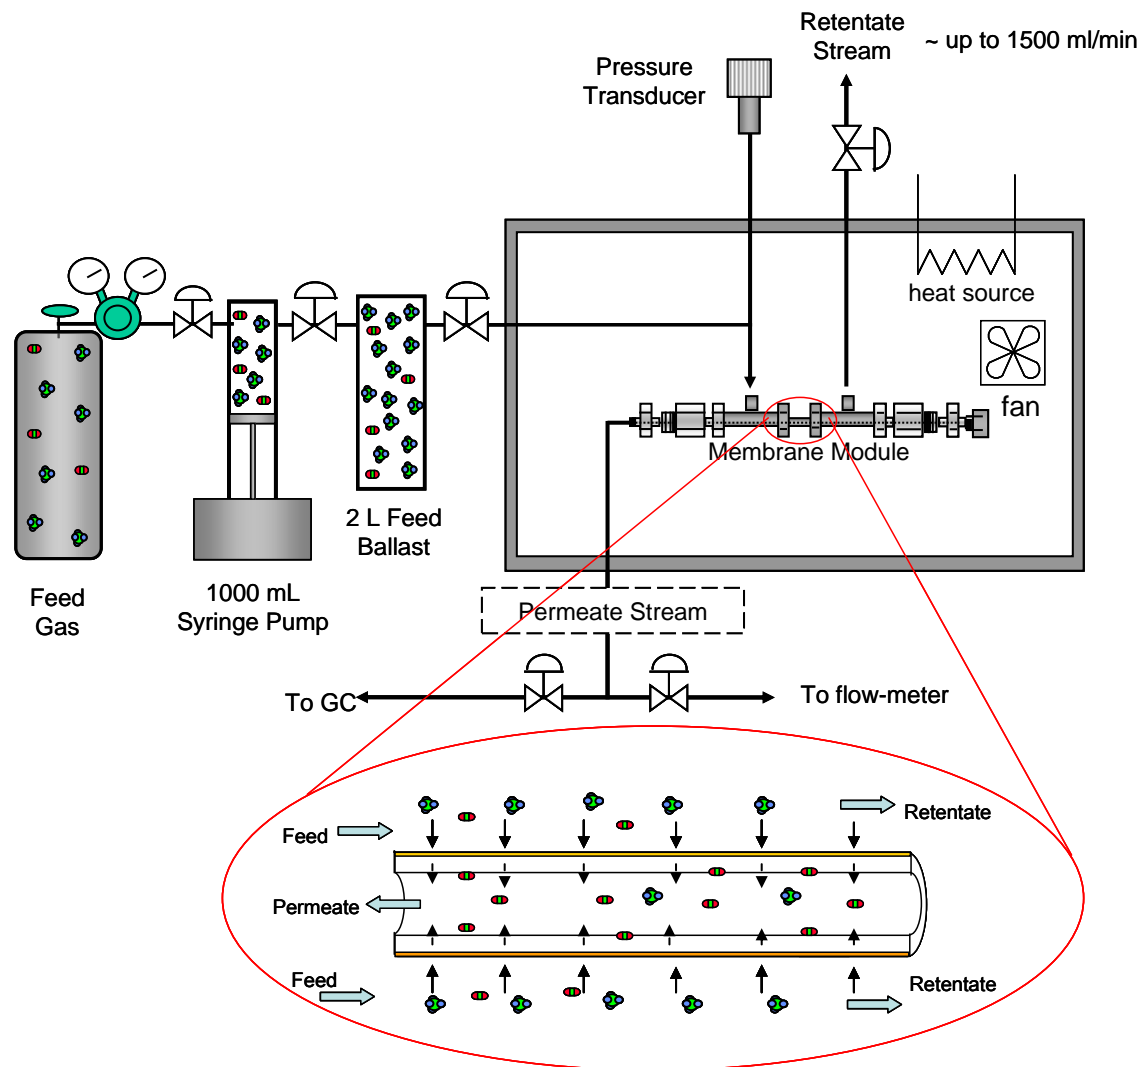 Retentate
Stream
~ up to 1500 ml/min
Pressure
Transducer
heat source
fan
Membrane Module
2 L Feed
Ballast
Feed
Gas
1000 mL
Syringe Pump
Permeate Stream
To GC
To flow-meter
Feed
Retentate
Permeate
Feed
Retentate